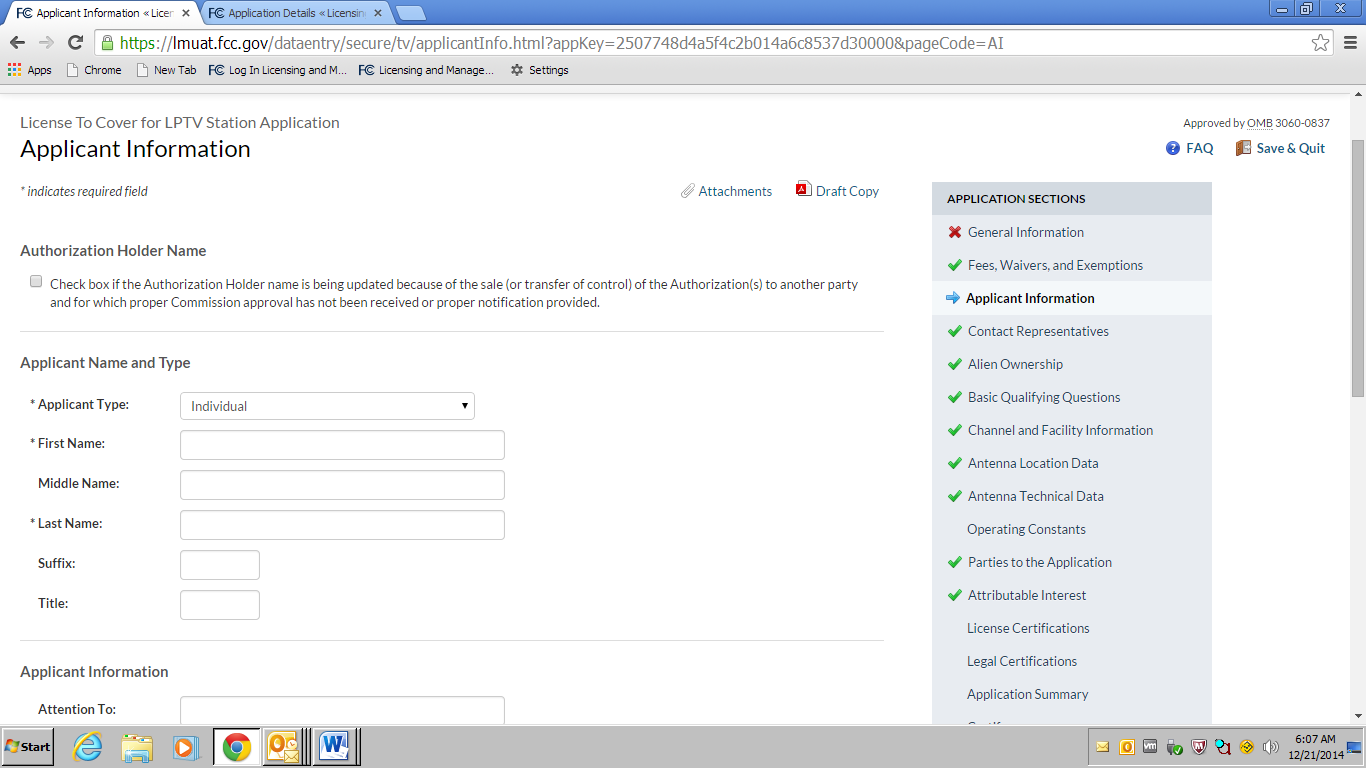 Applicant Information « Licen
Application Details « Licensin
https://lmuat.fcc.gov/dataentry/secure/tv/applicantInfo.html?appKey=2507748d4a5f4c2b014a6c8537d30000&pageCode=AI
Apps Chrome New Tab Log In Licensing and M... Licensing and Manage... Settings
License To Cover for LPTV Station Application
Approved by OMB 3060-0837
Applicant Information
FAQ Save & Quit
* indicates required field
Attachments Draft Copy
Authorization Holder Name
Check box if the Authorization Holder name is being updated because of the sale (or transfer of control) of the Authorization(s) to another party
and for which proper Commission approval has not been received or proper notification provided.
Applicant Name and Type
* Applicant Type: Individual
* First Name:
Middle Name:
* Last Name:
Suffix:
Title:
Applicant Information
Attention To:
APPLICATION SECTIONS
General Information
Fees, Waivers, and Exemptions
Applicant Information
Contact Representatives
Alien Ownership
Basic Qualifying Questions
Channel and Facility Information
Antenna Location Data
Antenna Technical Data
Operating Constants
Parties to the Application
Attributable Interest
License Certifications
Legal Certifications
Application Summary
Start
6:07 AM
12/21/2014